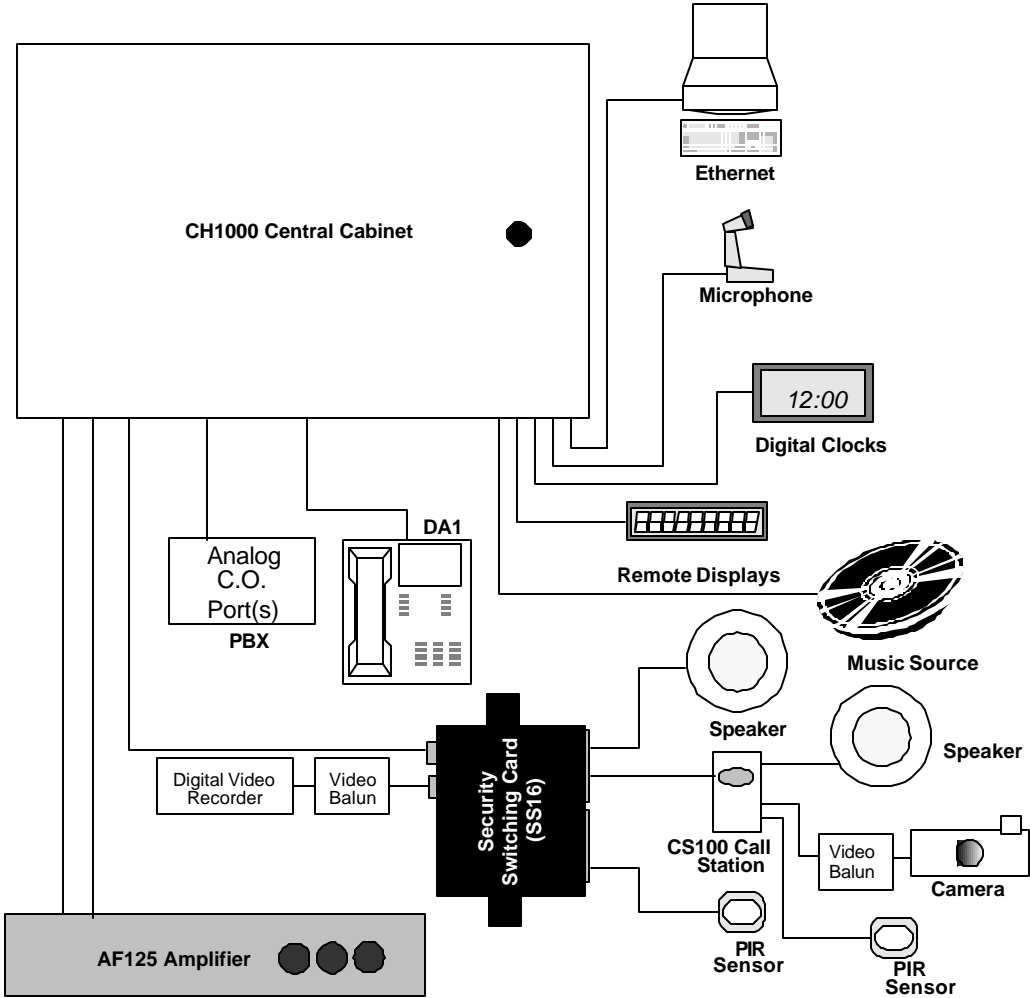 Ethernet
CH1000 Central Cabinet
Microphone
12:00
Digital Clocks
DA1
Analog
C.O.
Port(s)
PBX
Remote Displays
Music Source
Speaker
Speaker
Digital Video
Recorder
Video
Balun
Security
Switching Card
(SS16)
CS100 Call
Station
Video
Balun
Camera
AF125 Amplifier
PIR
Sensor
PIR
Sensor